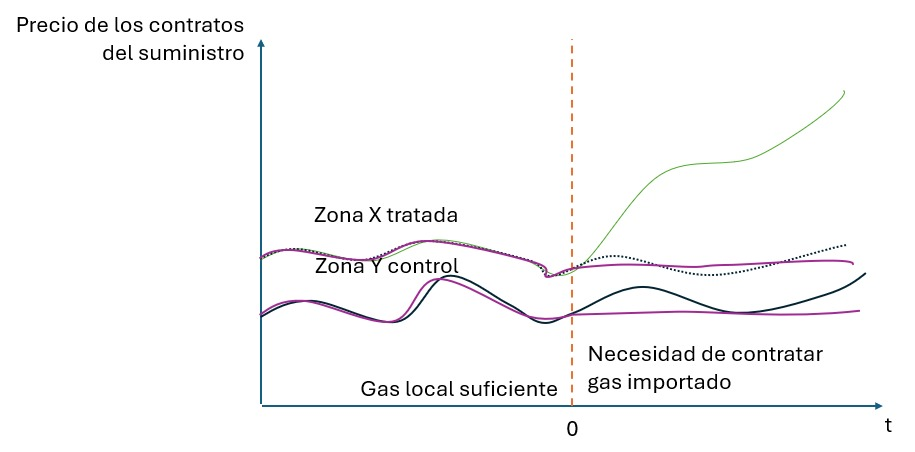 Precio de los contratos
del suministro
Zona X tratada
Zona Y control
Necesidad de contratar
gas importado
Gas local suficiente
0
t